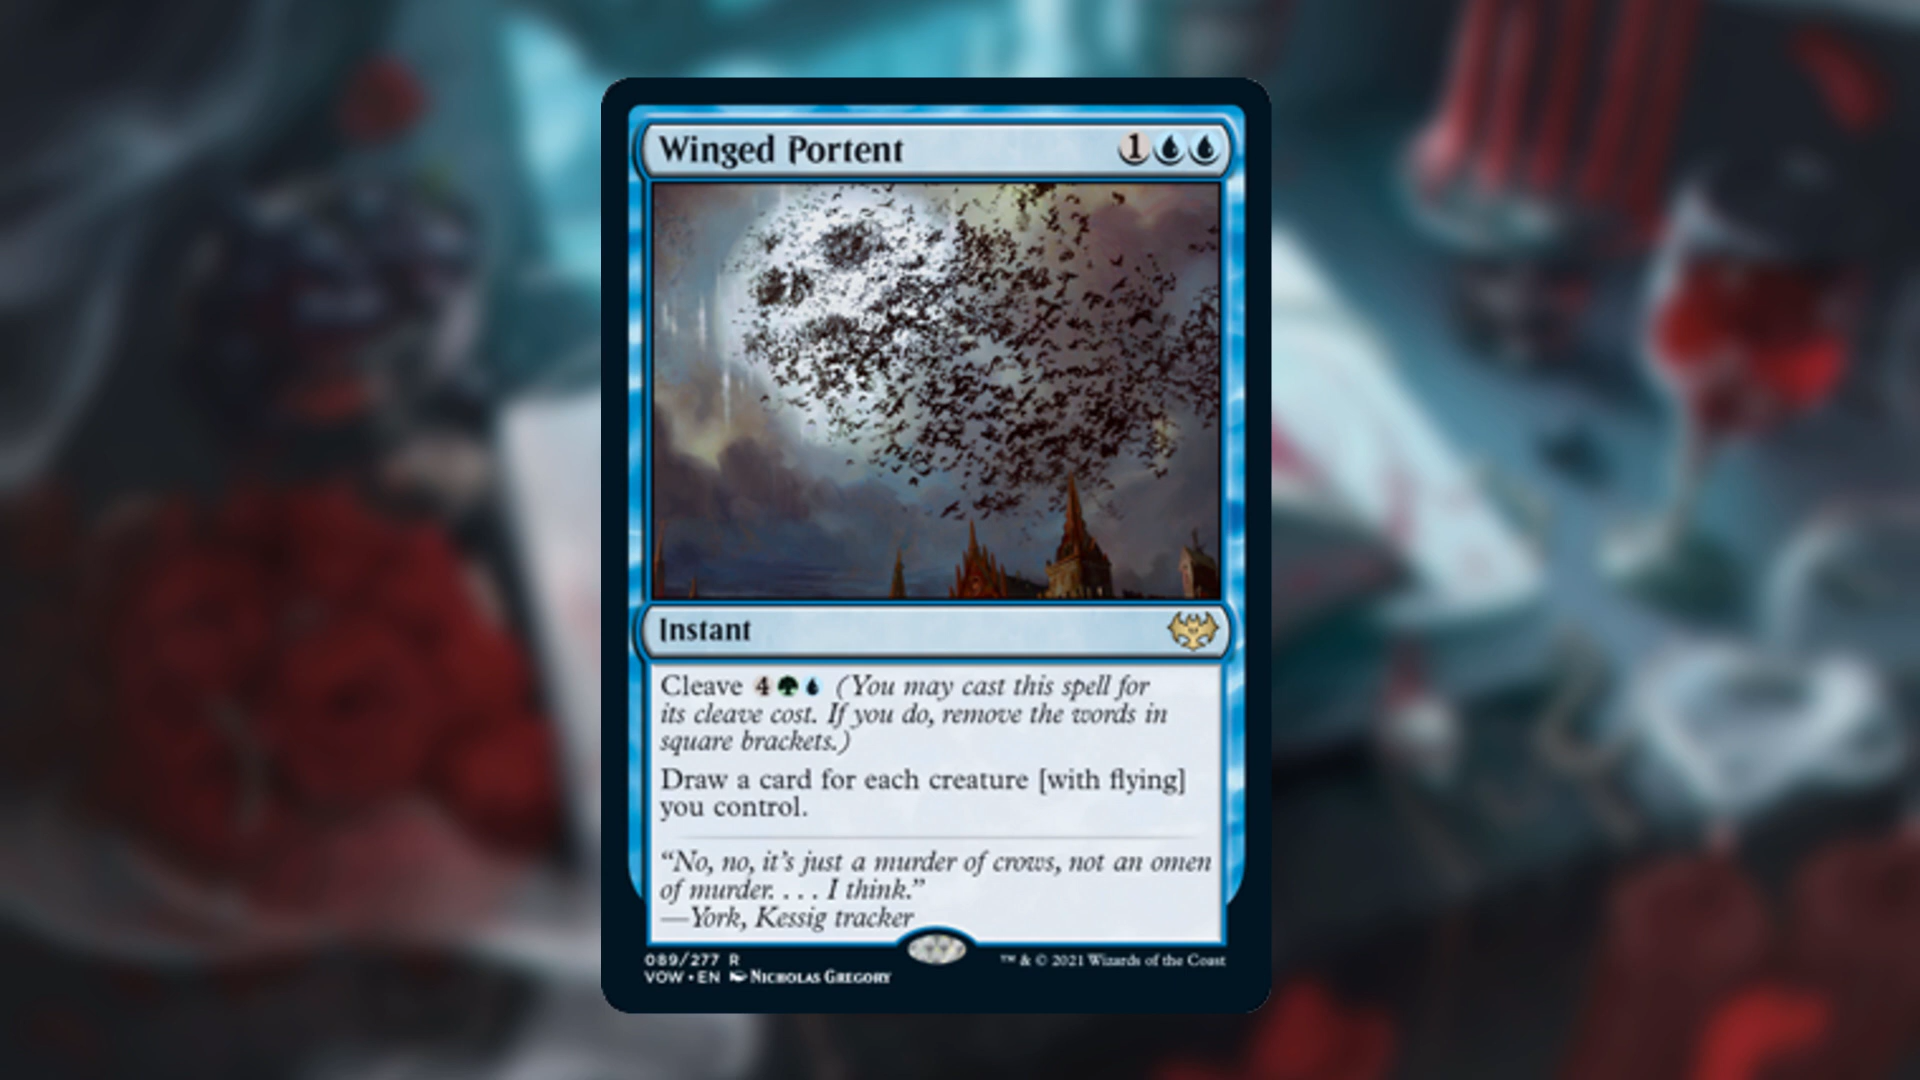 Winged Portent 1
Instant
Cleave 4 (You may cast this spell for
its cleave cost. If you do, remove the words in
square brackets.)
Draw a card for each creature [with flying]
you control.
“No, no, it’s just a murder of crows, not an omen
of murder. . . . I think.”
—York, Kessig tracker
089/277 R
VOW • EN Nicholas Gregory
™ & © 2021 Wizards of the Coast